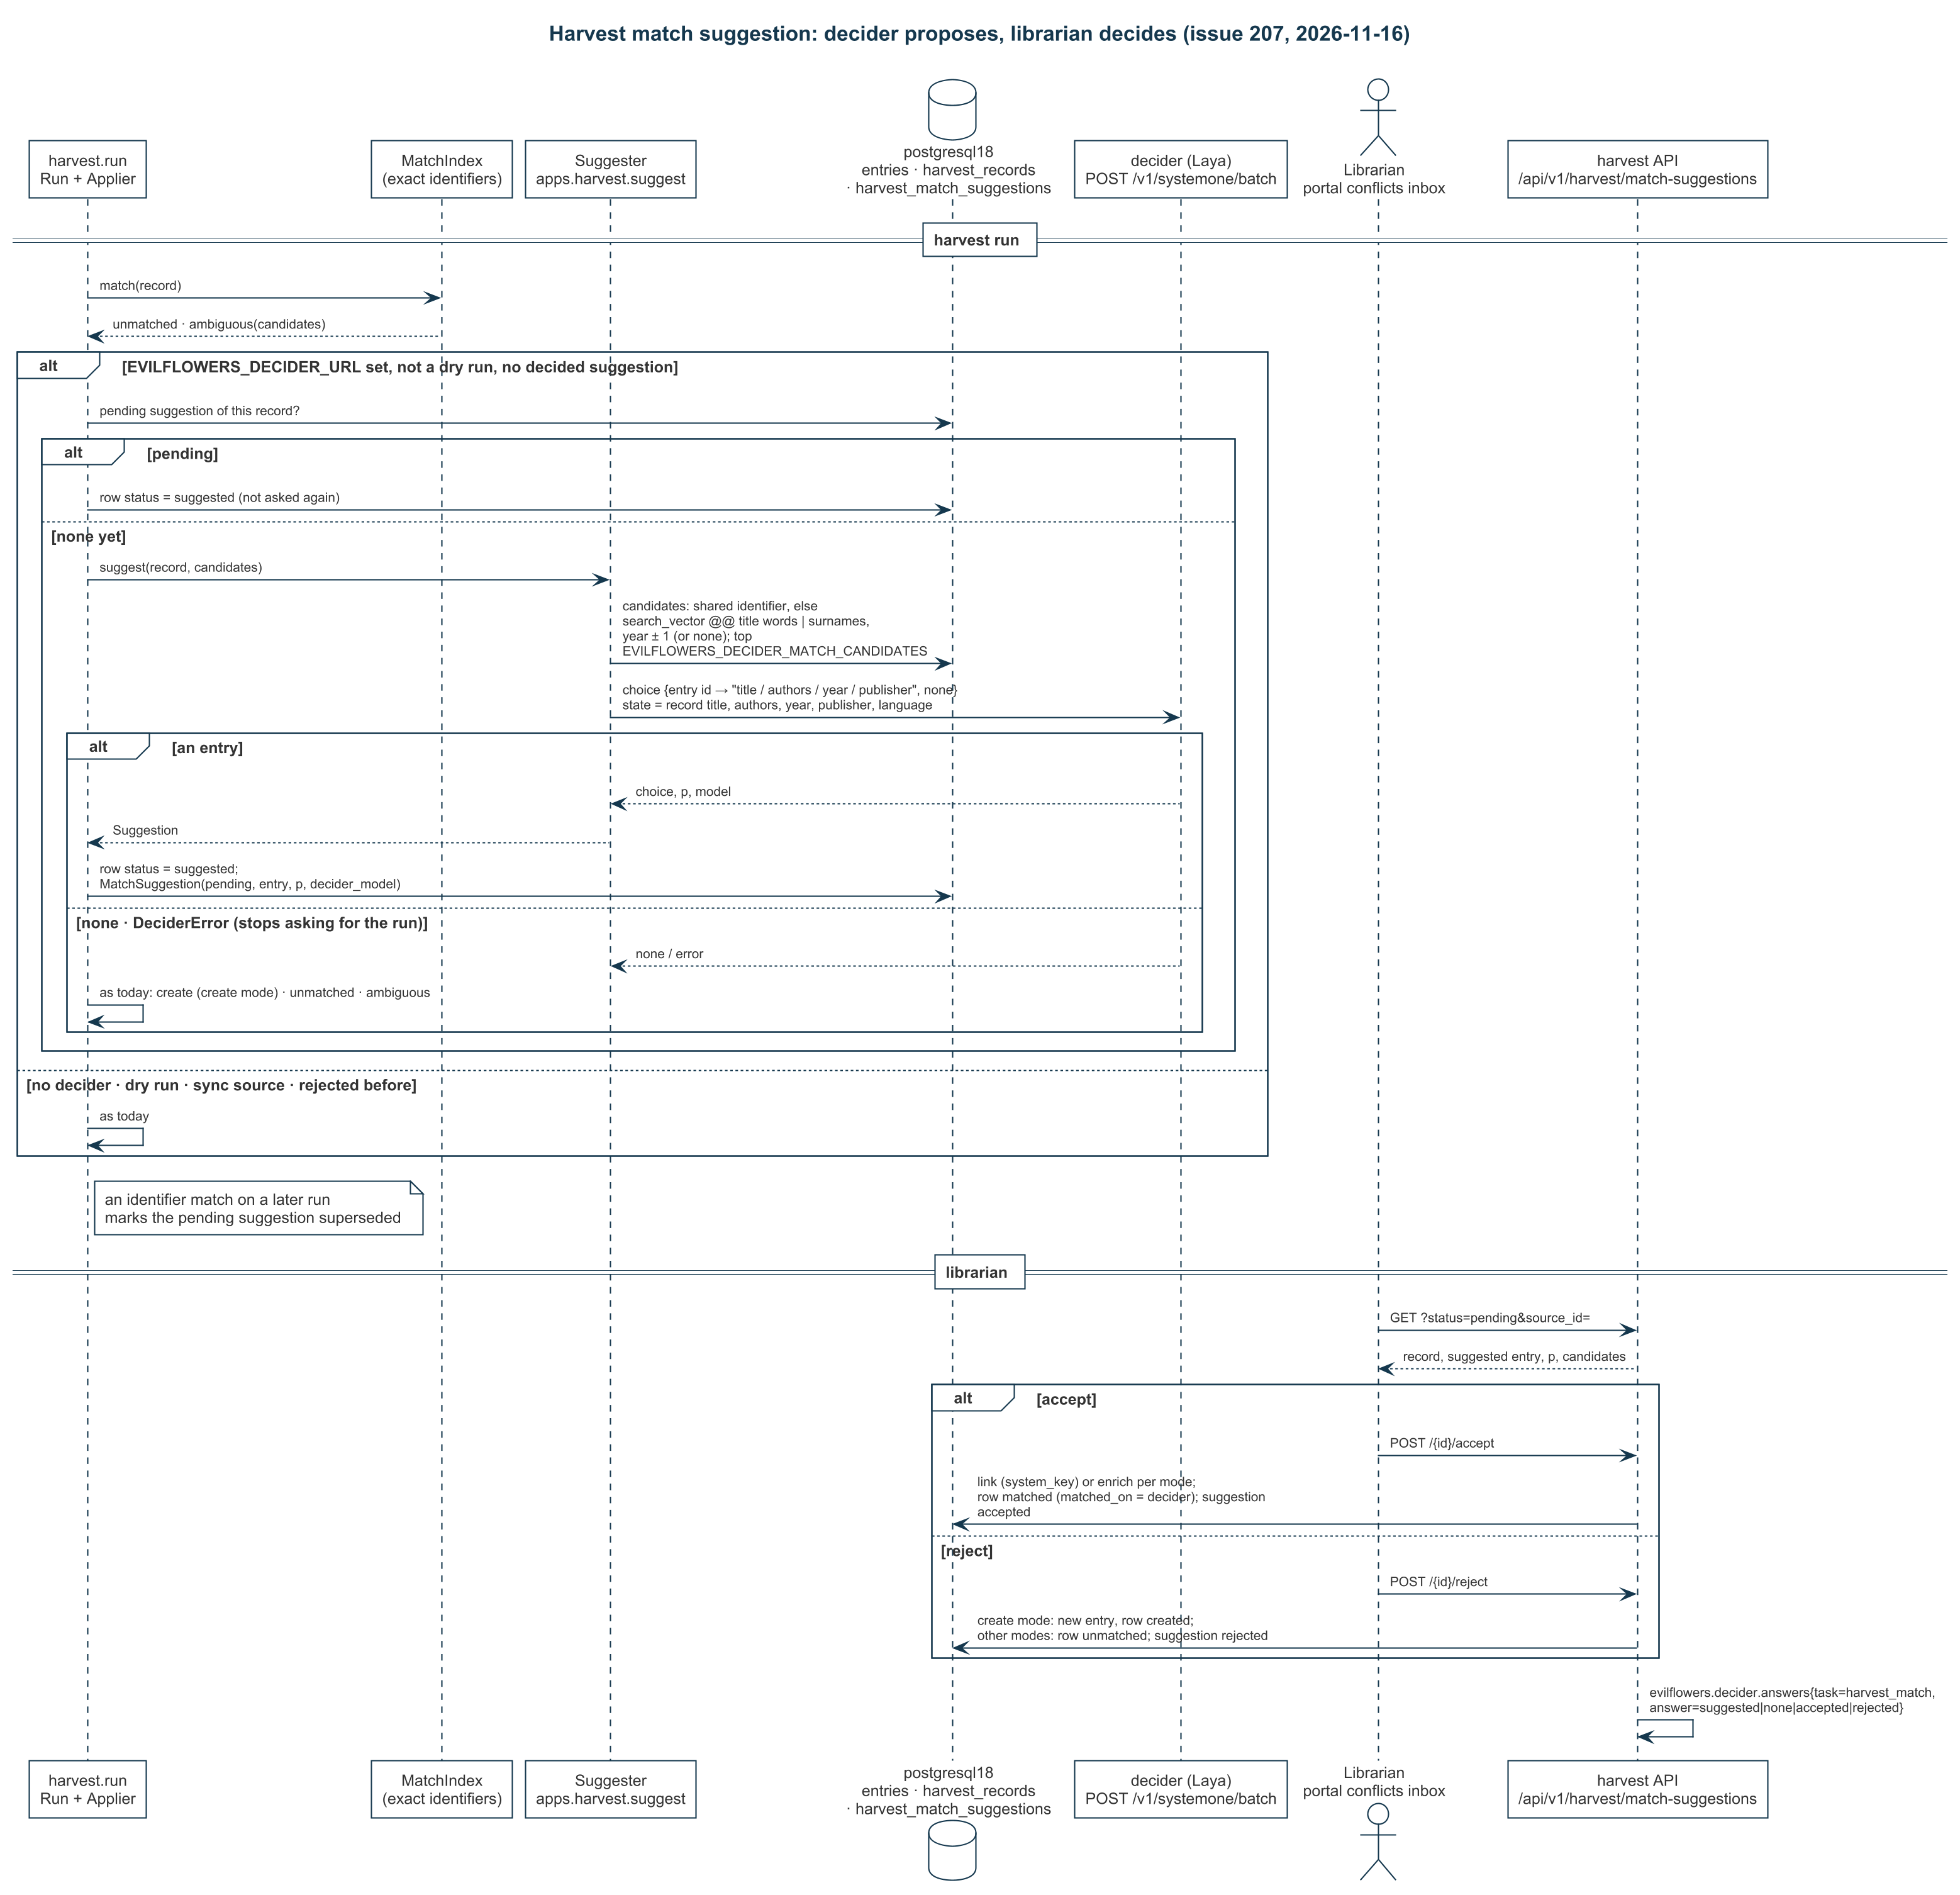 Harvest match suggestion: decider proposes, librarian decides (issue 207, 2026-11-16)
harvest.run
Run + Applier
MatchIndex
(exact identifiers)
Suggester
apps.harvest.suggest
postgresql18
entries · harvest_records
· harvest_match_suggestions
decider (Laya)
POST /v1/systemone/batch
Librarian
portal conflicts inbox
harvest API
/api/v1/harvest/match-suggestions
harvest run
match(record)
unmatched · ambiguous(candidates)
alt
[EVILFLOWERS_DECIDER_URL set, not a dry run, no decided suggestion]
pending suggestion of this record?
alt
[pending]
row status = suggested (not asked again)
[none yet]
suggest(record, candidates)
candidates: shared identifier, else
search_vector @@ title words | surnames,
year ± 1 (or none); top
EVILFLOWERS_DECIDER_MATCH_CANDIDATES
choice {entry id → "title / authors / year / publisher", none}
state = record title, authors, year, publisher, language
alt
[an entry]
choice, p, model
Suggestion
row status = suggested;
MatchSuggestion(pending, entry, p, decider_model)
[none · DeciderError (stops asking for the run)]
none / error
as today: create (create mode) · unmatched · ambiguous
[no decider · dry run · sync source · rejected before]
as today
an identifier match on a later run
marks the pending suggestion superseded
librarian
GET ?status=pending&source_id=
record, suggested entry, p, candidates
alt
[accept]
POST /{id}/accept
link (system_key) or enrich per mode;
row matched (matched_on = decider); suggestion
accepted
[reject]
POST /{id}/reject
create mode: new entry, row created;
other modes: row unmatched; suggestion rejected
evilflowers.decider.answers{task=harvest_match,
answer=suggested|none|accepted|rejected}
harvest.run
Run + Applier
MatchIndex
(exact identifiers)
Suggester
apps.harvest.suggest
postgresql18
entries · harvest_records
· harvest_match_suggestions
decider (Laya)
POST /v1/systemone/batch
Librarian
portal conflicts inbox
harvest API
/api/v1/harvest/match-suggestions